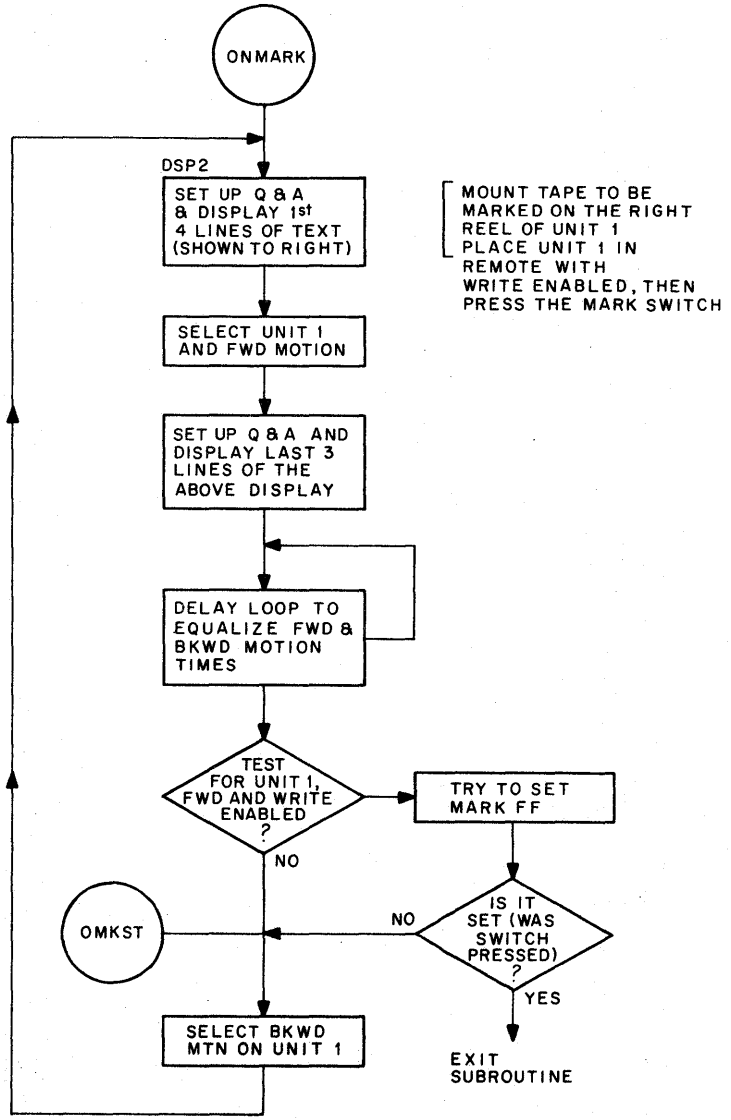 ONMARK
DSP2
SET UP Q & A
& DISPLAY 1st
4 LINES OF TEXT
(SHOWN TO RIGHT)
MOUNT TAPE TO BE
MARKED ON THE RIGHT
REEL OF UNIT 1
PLACE UNIT 1 IN
REMOTE WITH
WRITE ENABLED, THEN
PRESS THE MARK SWITCH
SELECT UNIT 1
AND FWD MOTION
SET UP Q & A AND
DISPLAY LAST 3
LINES OF THE
ABOVE DISPLAY
DELAY LOOP TO
EQUALIZE FWD &
BKWD MOTION
TIMES
TEST
FOR UNIT 1,
FWD AND WRITE
ENABLED
?
NO
TRY TO SET
MARK FF
IS IT
SET (WAS
SWITCH
PRESSED)
?
NO
YES
OMKST
SELECT BKWD
MTN ON UNIT 1
EXIT
SUBROUTINE